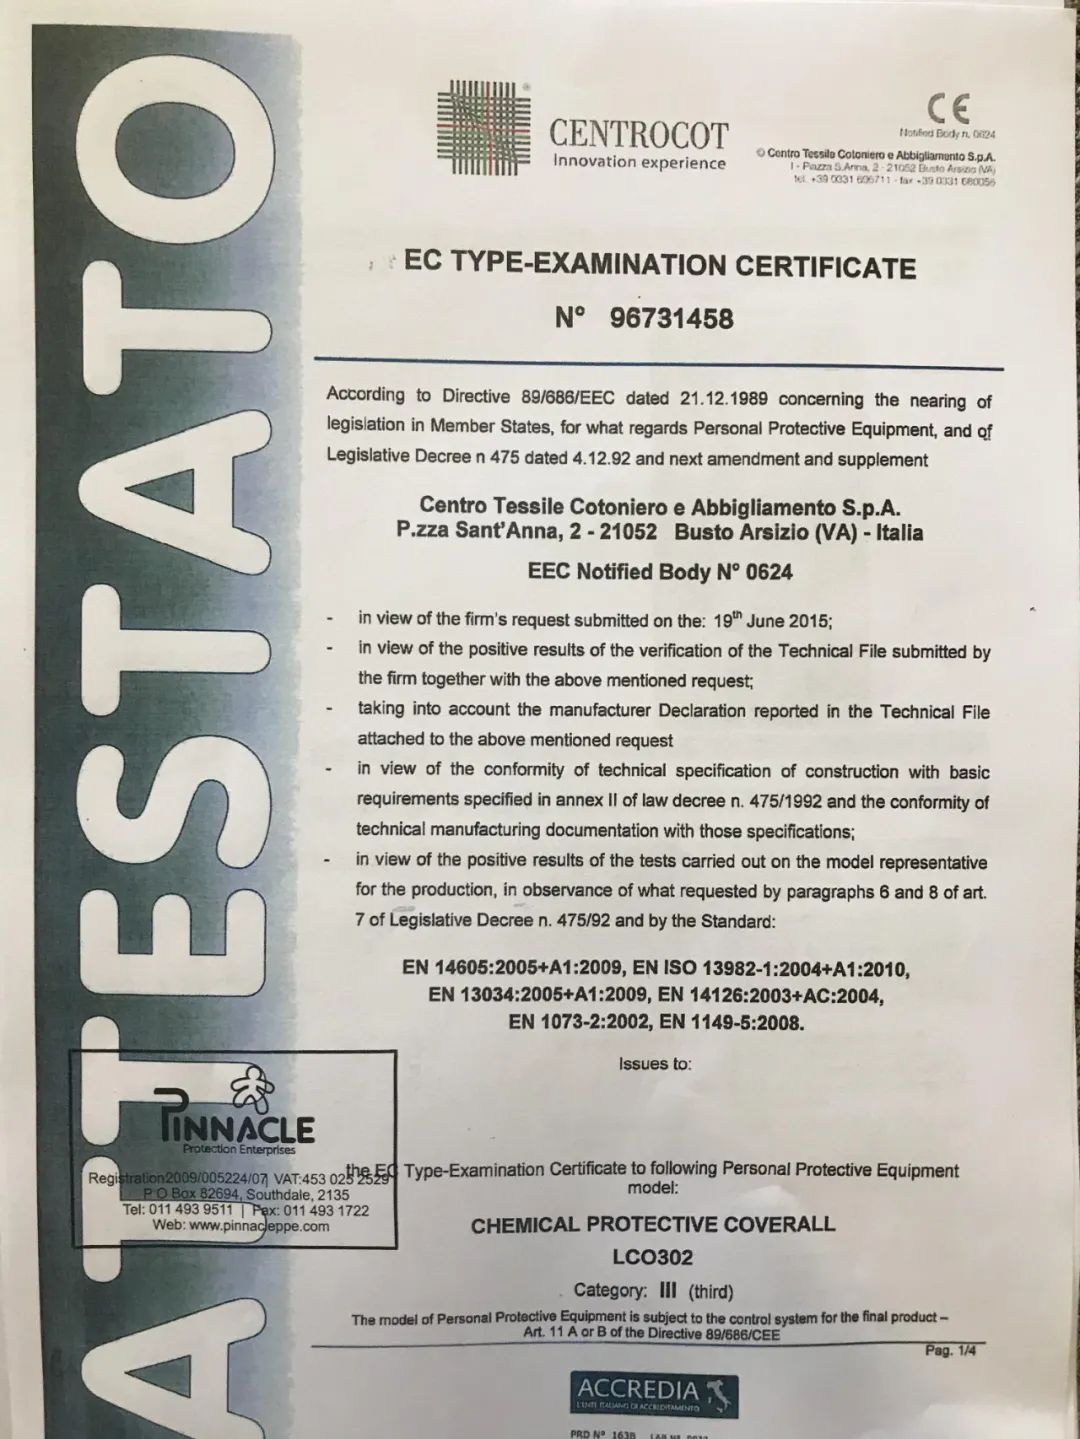 ATTESTATO
CENTROCOT
Innovation experience
CE
Notified Body n. 0624
© Centro Tessile Cotoniero e Abbigliamento S.p.A.
I - Piazza S.Anna, 2 - 21052 Busto Arsizio (VA)
tel. +39 0331 696711 - fax +39 0331 680056
EC TYPE-EXAMINATION CERTIFICATE
N° 96731458
According to Directive 89/686/EEC dated 21.12.1989 concerning the nearing of
legislation in Member States, for what regards Personal Protective Equipment, and of
Legislative Decree n 475 dated 4.12.92 and next amendment and supplement
Centro Tessile Cotoniero e Abbigliamento S.p.A.
P.zza Sant'Anna, 2 - 21052 Busto Arsizio (VA) - Italia
EEC Notified Body N° 0624
- in view of the firm's request submitted on the: 19th June 2015;
- in view of the positive results of the verification of the Technical File submitted by
the firm together with the above mentioned request;
- taking into account the manufacturer Declaration reported in the Technical File
attached to the above mentioned request
- in view of the conformity of technical specification of construction with basic
requirements specified in annex II of law decree n. 475/1992 and the conformity of
technical manufacturing documentation with those specifications;
- in view of the positive results of the tests carried out on the model representative
for the production, in observance of what requested by paragraphs 6 and 8 of art.
7 of Legislative Decree n. 475/92 and by the Standard:
EN 14605:2005+A1:2009, EN ISO 13982-1:2004+A1:2010,
EN 13034:2005+A1:2009, EN 14126:2003+AC:2004,
EN 1073-2:2002, EN 1149-5:2008.
Issues to:
PINNACLE
Protection Enterprises
Registration2009/005224/07 VAT:453 025 2529
P O Box 82694, Southdale, 2135
Tel: 011 493 9511 | Fax: 011 493 1722
Web: www.pinnacleppe.com
the EC Type-Examination Certificate to following Personal Protective Equipment
model:
CHEMICAL PROTECTIVE COVERALL
LCO302
Category: III (third)
The model of Personal Protective Equipment is subject to the control system for the final product –
Art. 11 A or B of the Directive 89/686/CEE
Pag. 1/4
ACCREDIA
L'ENTE ITALIANO DI ACCREDITAMENTO
PRD N° 163B